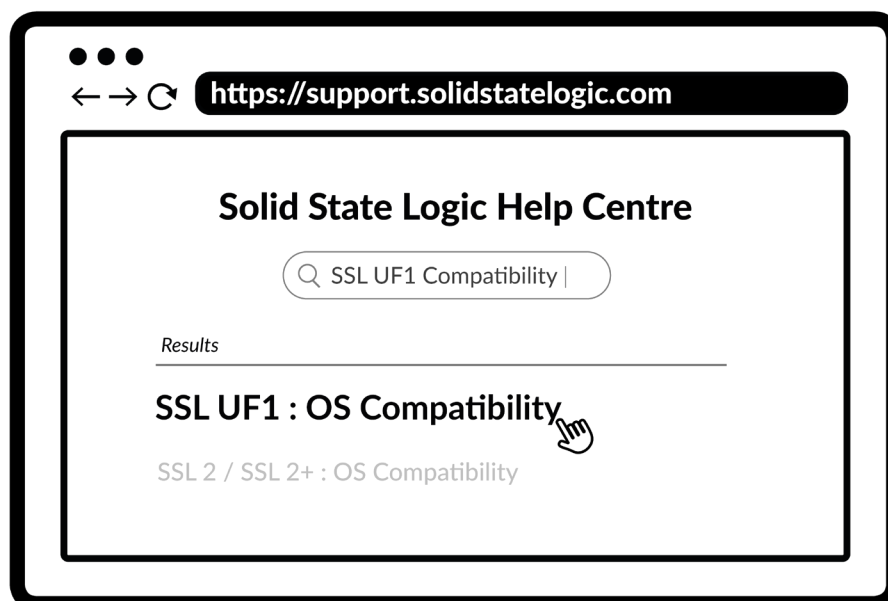 https://support.solidstatelogic.com
Solid State Logic Help Centre
SSL UF1 Compatibility
Results
SSL UF1 : OS Compatibility
SSL 2 / SSL 2+ : OS Compatibility